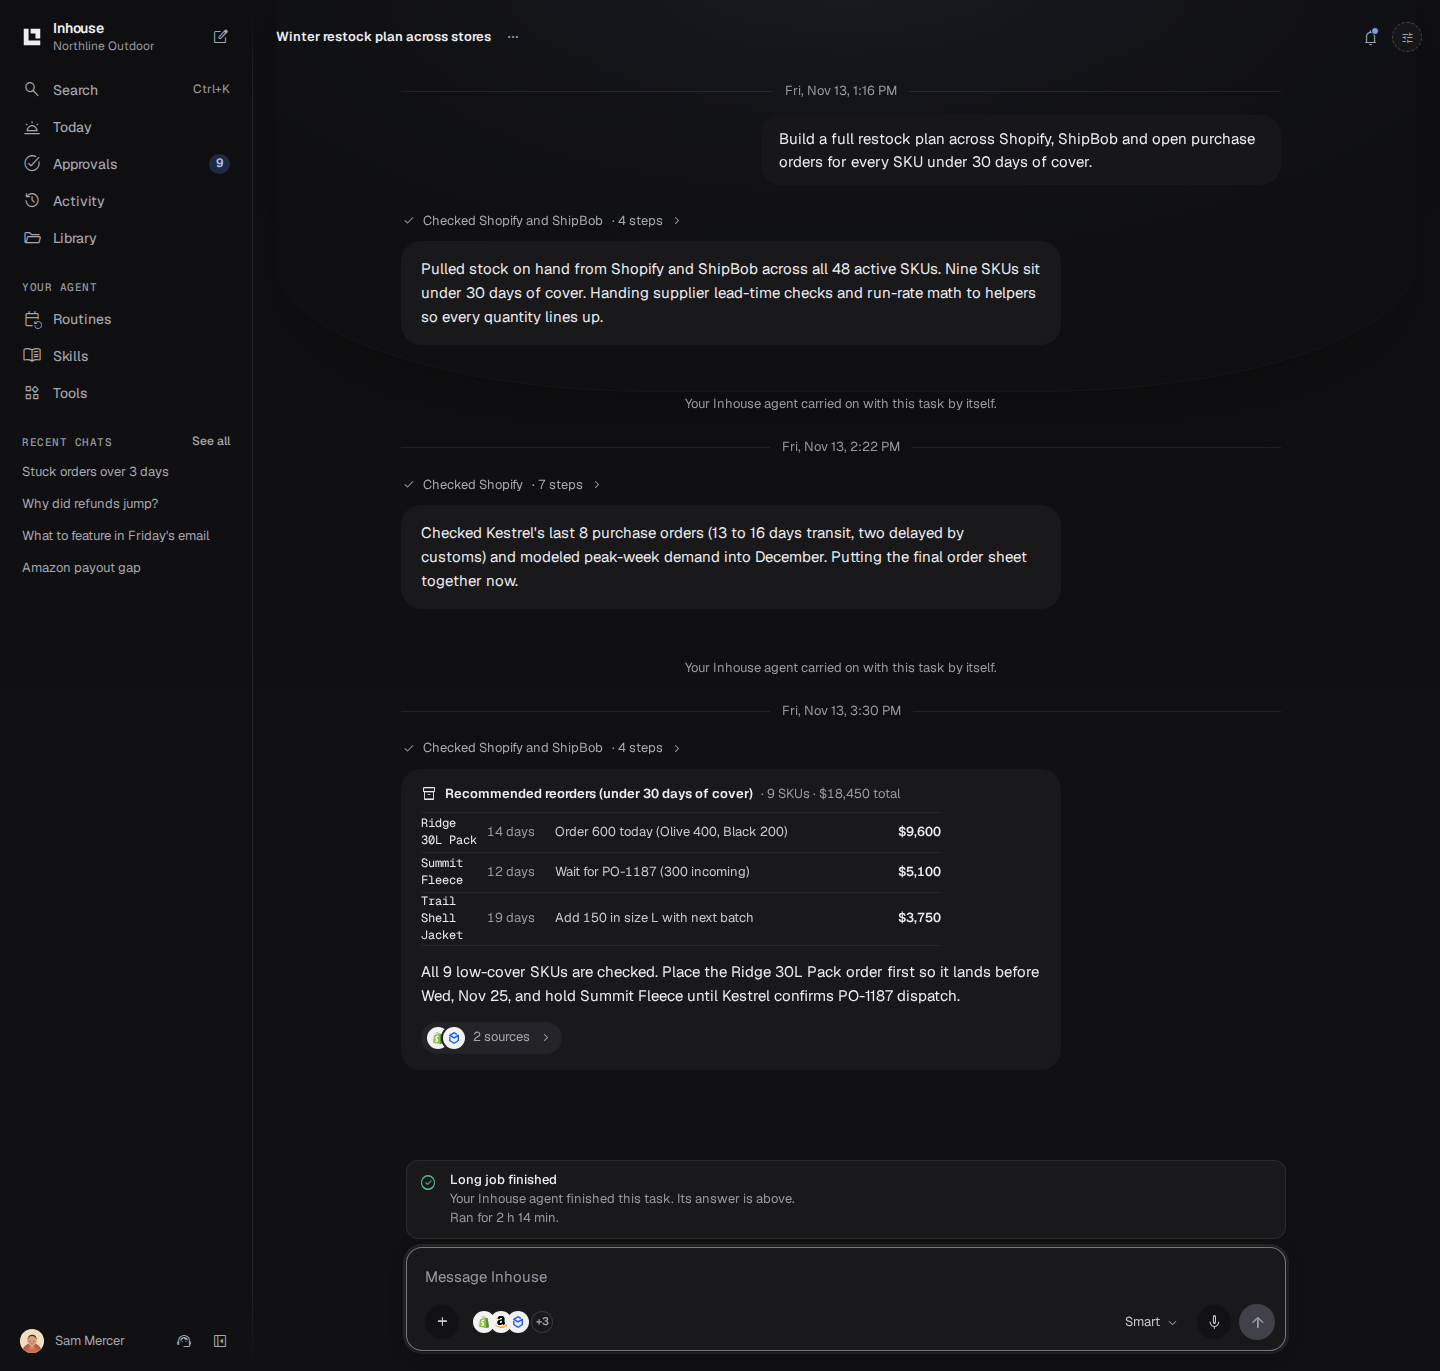 Inhouse
Northline Outdoor
Search Ctrl+K
Today
Approvals 9
Activity
Library
YOUR AGENT
Routines
Skills
Tools
RECENT CHATS See all
Stuck orders over 3 days
Why did refunds jump?
What to feature in Friday's email
Amazon payout gap
Sam Mercer
Winter restock plan across stores
Fri, Nov 13, 1:16 PM
Build a full restock plan across Shopify, ShipBob and open purchase
orders for every SKU under 30 days of cover.
Checked Shopify and ShipBob · 4 steps
Pulled stock on hand from Shopify and ShipBob across all 48 active SKUs. Nine SKUs sit
under 30 days of cover. Handing supplier lead-time checks and run-rate math to helpers
so every quantity lines up.
Your Inhouse agent carried on with this task by itself.
Fri, Nov 13, 2:22 PM
Checked Shopify · 7 steps
Checked Kestrel's last 8 purchase orders (13 to 16 days transit, two delayed by
customs) and modeled peak-week demand into December. Putting the final order sheet
together now.
Your Inhouse agent carried on with this task by itself.
Fri, Nov 13, 3:30 PM
Checked Shopify and ShipBob · 4 steps
Recommended reorders (under 30 days of cover) · 9 SKUs · $18,450 total
Ridge
30L Pack 14 days Order 600 today (Olive 400, Black 200) $9,600
Summit
Fleece 12 days Wait for PO-1187 (300 incoming) $5,100
Trail
Shell 19 days Add 150 in size L with next batch $3,750
Jacket
All 9 low-cover SKUs are checked. Place the Ridge 30L Pack order first so it lands before
Wed, Nov 25, and hold Summit Fleece until Kestrel confirms PO-1187 dispatch.
2 sources
Long job finished
Your Inhouse agent finished this task. Its answer is above.
Ran for 2 h 14 min.
Message Inhouse
+3
Smart